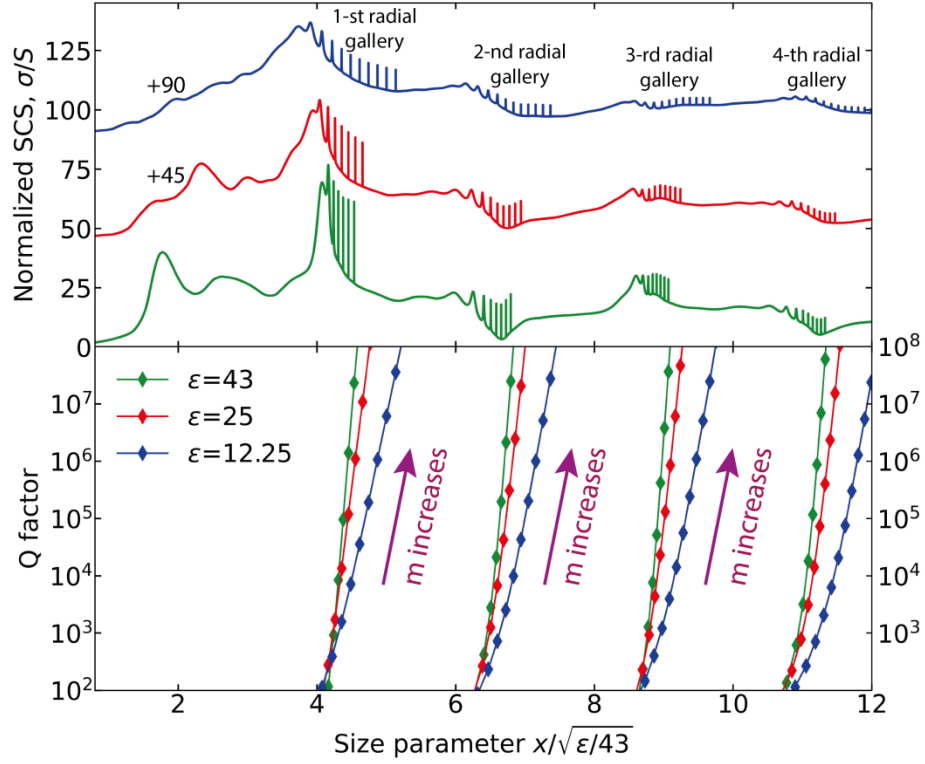 1-st radial
gallery
2-nd radial
gallery
3-rd radial
gallery
4-th radial
gallery
+90
+45
Normalized SCS, σ/S
125
100
75
50
25
0
ε=43
ε=25
ε=12.25
m increases
m increases
m increases
Q factor
10⁷
10⁶
10⁵
10⁴
10³
10²
10⁸
10⁷
10⁶
10⁵
10⁴
10³
2 4 6 8 10 12
Size parameter x/√ε/43